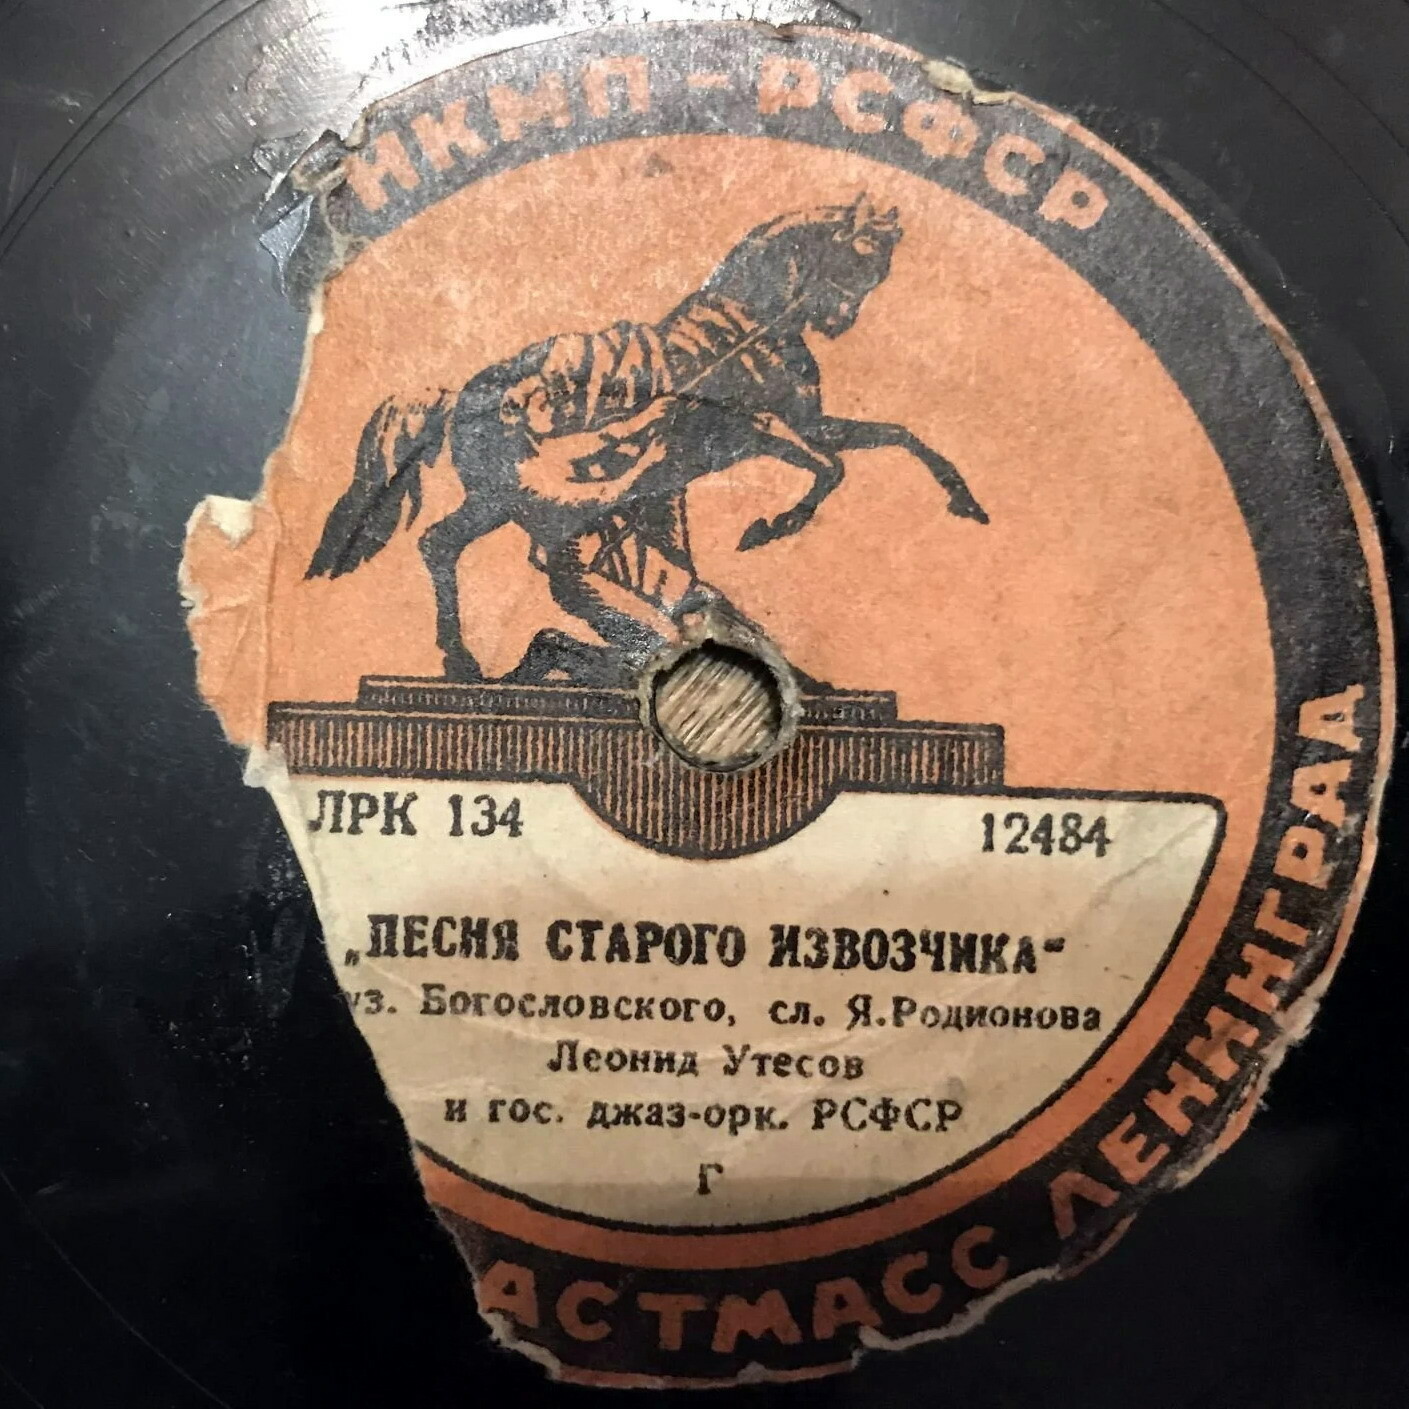 НКМП - РСФСР
ЛРК 134
12484
„ПЕСНЯ СТАРОГО ИЗВОЗЧИКА"
уз. Богословского, сл. Я.Родионова
Леонид Утесов
и гос. джаз-орк. РСФСР
Г
АСТМАСС ЛЕНИНГРАД